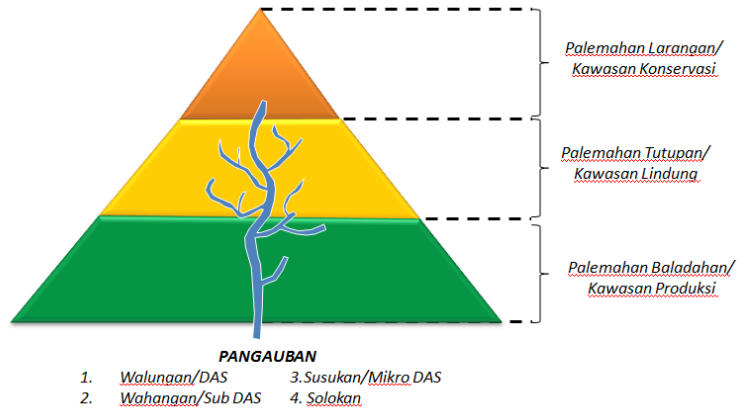 Palemahan Larangan/
Kawasan Konservasi
Palemahan Tutupan/
Kawasan Lindung
Palemahan Baladahan/
Kawasan Produksi
PANGAUBAN
1. Walungan/DAS 3.Susukan/Mikro DAS
2. Wahangan/Sub DAS 4. Solokan